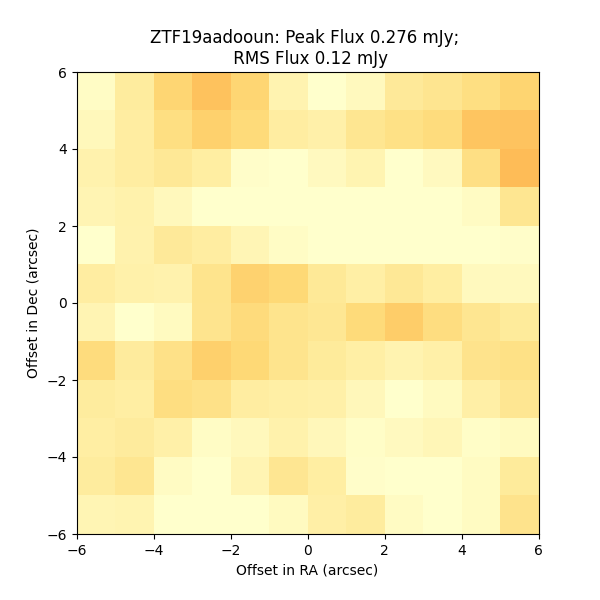 ZTF19aadooun: Peak Flux 0.276 mJy;
RMS Flux 0.12 mJy
6
4
2
0
−2
−4
−6
Offset in Dec (arcsec)
−6 −4 −2 0 2 4 6
Offset in RA (arcsec)